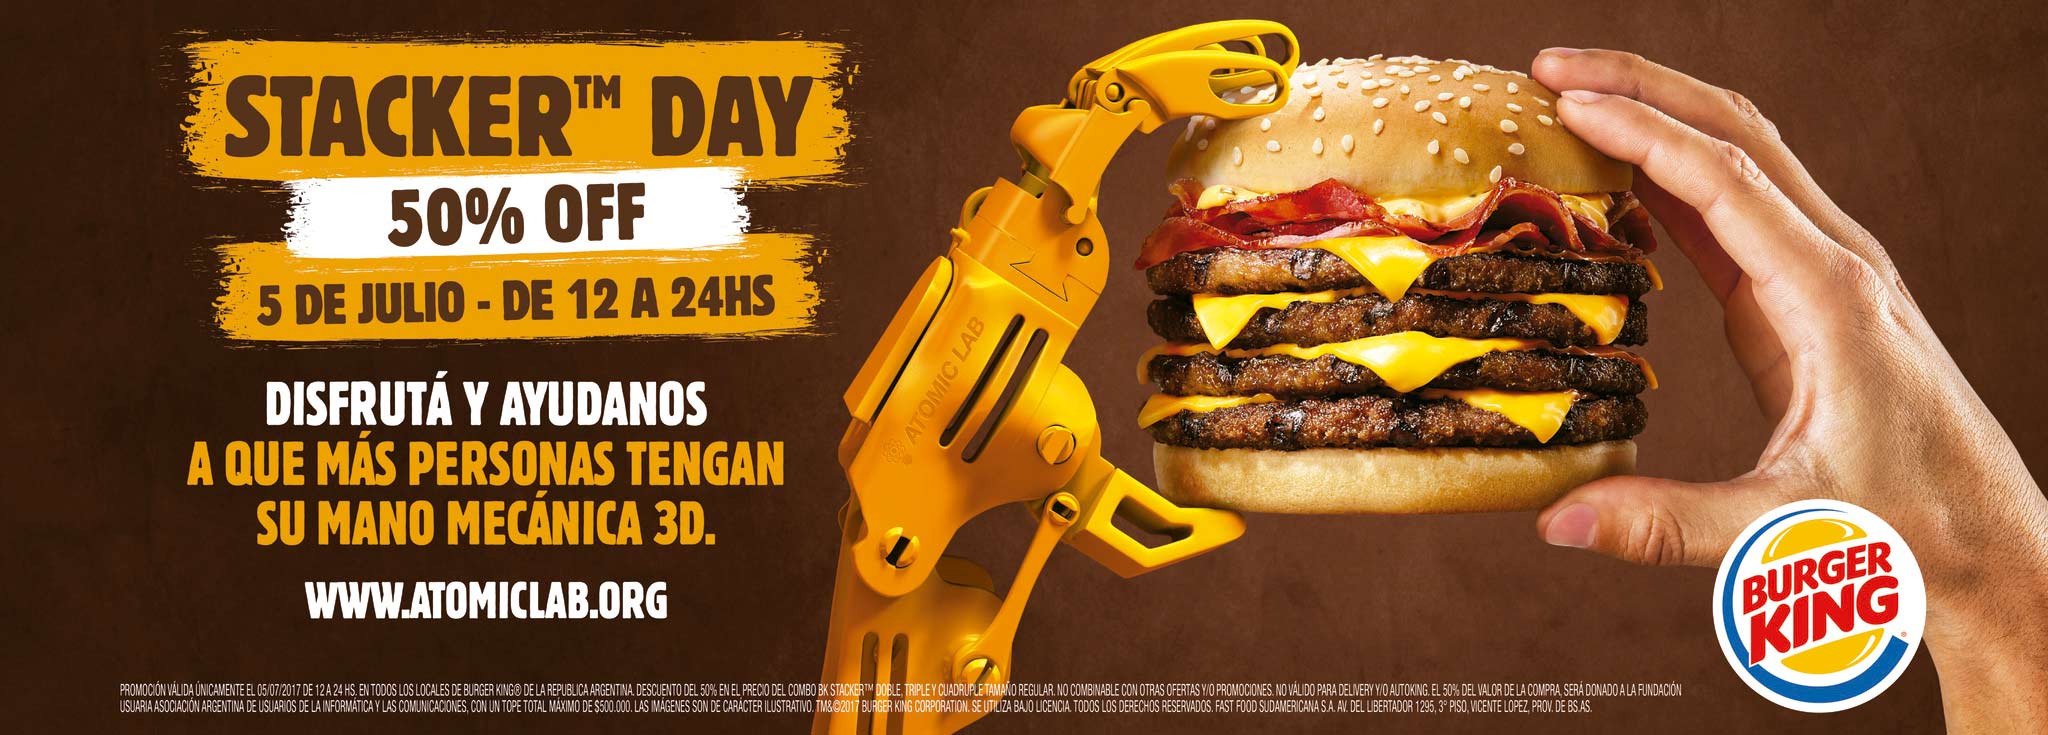 STACKER™ DAY
50% OFF
5 DE JULIO - DE 12 A 24HS
DISFRUTÁ Y AYUDANOS
A QUE MÁS PERSONAS TENGAN
SU MANO MECÁNICA 3D.
WWW.ATOMICLAB.ORG
ATOMIC LAB
BURGER
KING®
PROMOCIÓN VÁLIDA ÚNICAMENTE EL 05/07/2017 DE 12 A 24 HS. EN TODOS LOS LOCALES DE BURGER KING® DE LA REPUBLICA ARGENTINA. DESCUENTO DEL 50% EN EL PRECIO DEL COMBO BK STACKER™ DOBLE, TRIPLE Y CUADRUPLE TAMAÑO REGULAR. NO COMBINABLE CON OTRAS OFERTAS Y/O PROMOCIONES. NO VÁLIDO PARA DELIVERY Y/O AUTOKING. EL 50% DEL VALOR DE LA COMPRA, SERÁ DONADO A LA FUNDACIÓN
USUARIA ASOCIACIÓN ARGENTINA DE USUARIOS DE LA INFORMÁTICA Y LAS COMUNICACIONES, CON UN TOPE TOTAL MÁXIMO DE $500.000. LAS IMÁGENES SON DE CARÁCTER ILUSTRATIVO. TM&©2017 BURGER KING CORPORATION. SE UTILIZA BAJO LICENCIA. TODOS LOS DERECHOS RESERVADOS. FAST FOOD SUDAMERICANA S.A. AV. DEL LIBERTADOR 1295, 3° PISO, VICENTE LOPEZ, PROV. DE BS.AS.